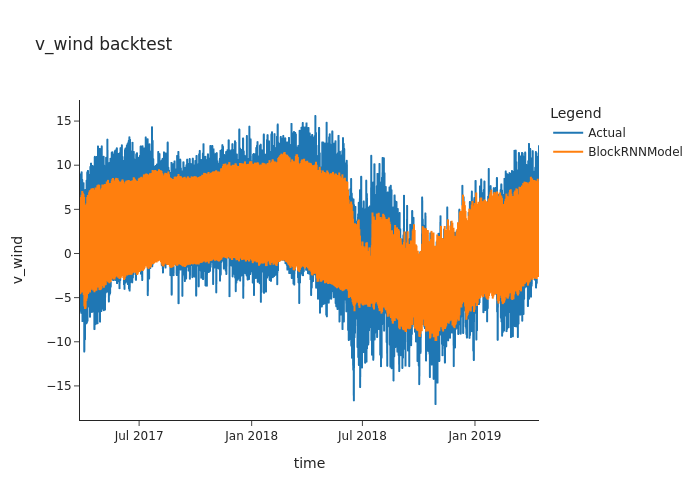 v_wind backtest
Legend
Actual
BlockRNNModel
15
10
5
0
−5
−10
−15
v_wind
Jul 2017
Jan 2018
Jul 2018
Jan 2019
time